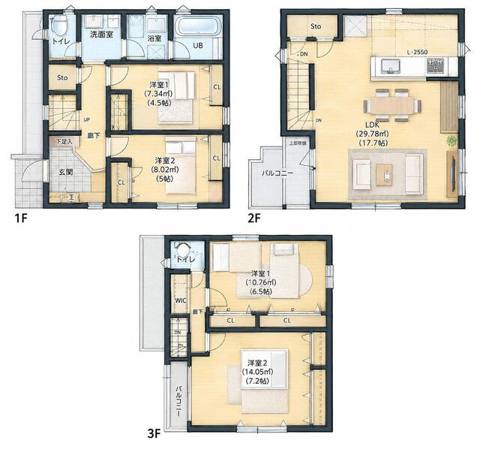 トイレ
洗面室
浴室
UB
Sto
洋室1
(7.34㎡)
(4.5帖)
CL
UP
廊下
下足入
洋室2
(8.02㎡)
(5帖)
CL
CL
玄関
1F
Sto
L-2550
DN
LDK
(29.78㎡)
(17.7帖)
バルコニー
2F
トイレ
洋室1
(10.76㎡)
(6.5帖)
WIC
廊下
CL
CL
DN
洋室2
(14.05㎡)
(7.2帖)
バルコニー
3F